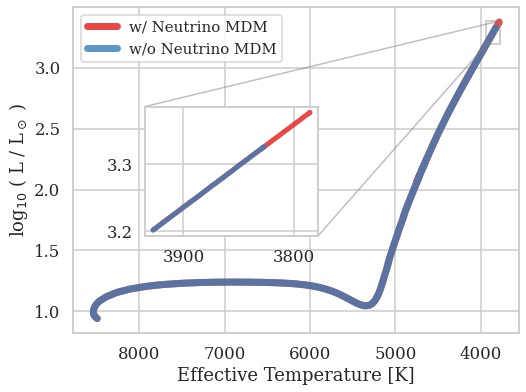 w/ Neutrino MDM
w/o Neutrino MDM
log₁₀ ( L / L☉ )
3.0
2.5
2.0
1.5
1.0
3.3
3.2
3900 3800
8000 7000 6000 5000 4000
Effective Temperature [K]